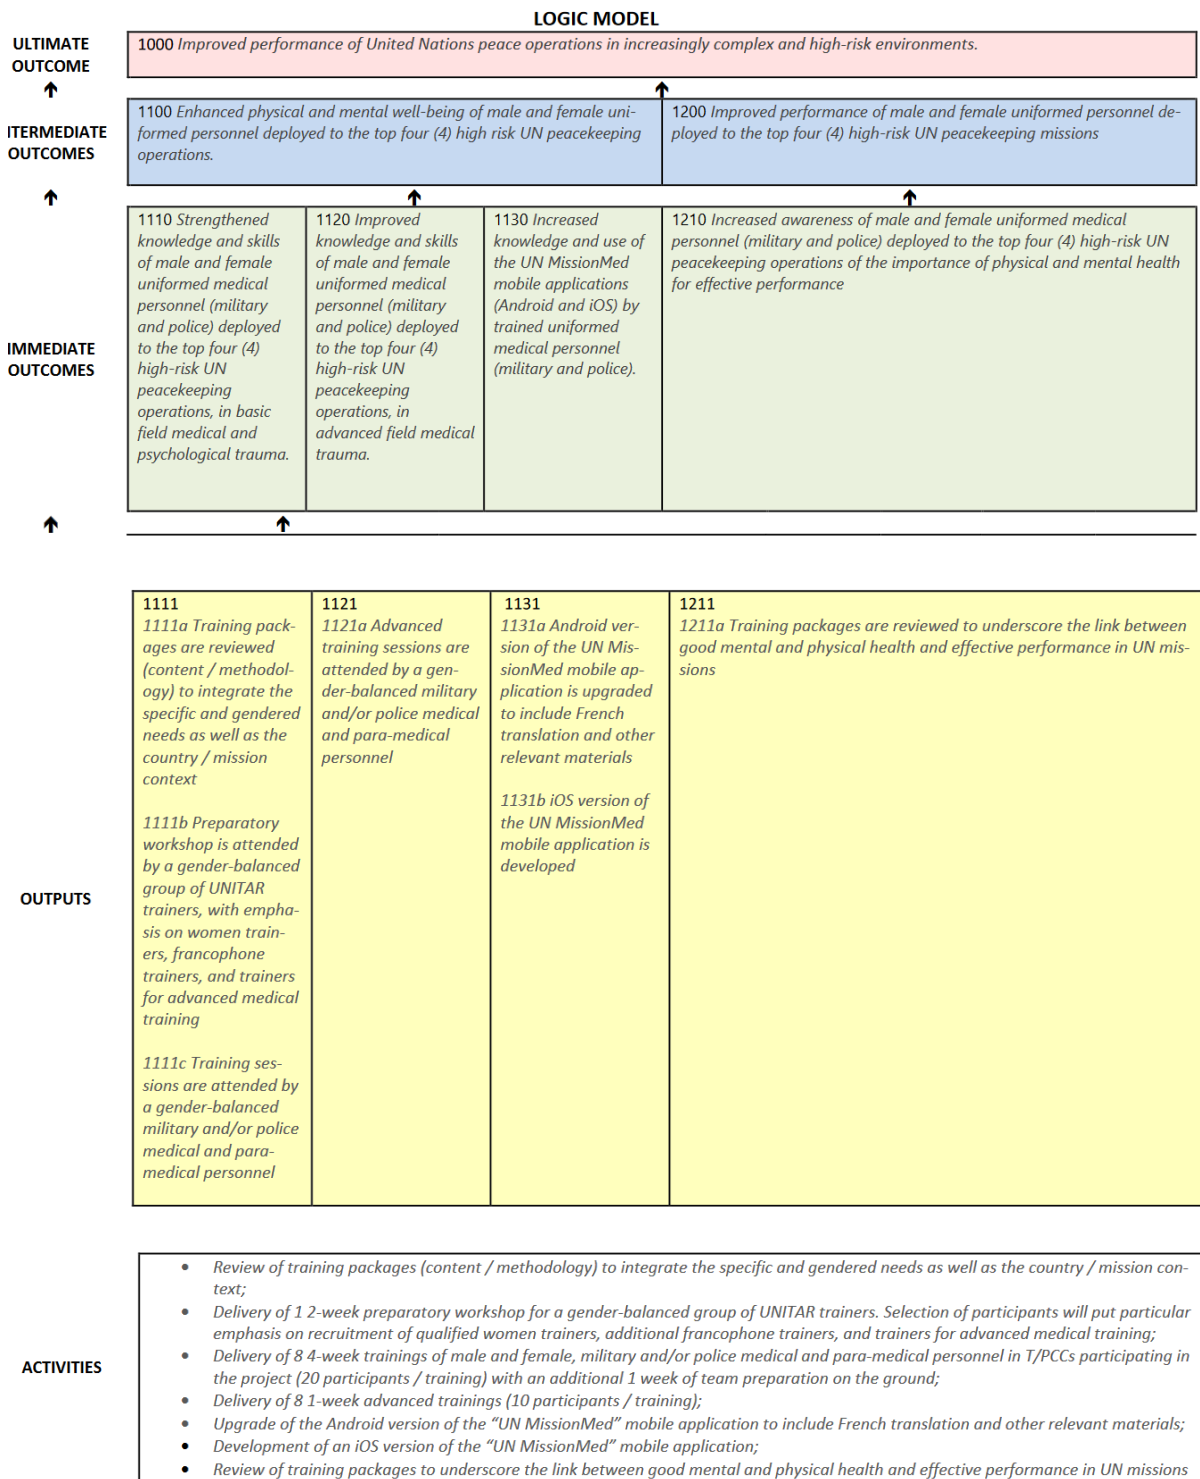 LOGIC MODEL
ULTIMATE
OUTCOME
1000 Improved performance of United Nations peace operations in increasingly complex and high-risk environments.
NTERMEDIATE
OUTCOMES
1100 Enhanced physical and mental well-being of male and female uni-
formed personnel deployed to the top four (4) high risk UN peacekeeping
operations.
1200 Improved performance of male and female uniformed personnel de-
ployed to the top four (4) high-risk UN peacekeeping missions
IMMEDIATE
OUTCOMES
1110 Strengthened
knowledge and skills
of male and female
uniformed medical
personnel (military
and police) deployed
to the top four (4)
high-risk UN
peacekeeping
operations, in basic
field medical and
psychological trauma.
1120 Improved
knowledge and skills
of male and female
uniformed medical
personnel (military
and police) deployed
to the top four (4)
high-risk UN
peacekeeping
operations, in
advanced field medical
trauma.
1130 Increased
knowledge and use of
the UN MissionMed
mobile applications
(Android and iOS) by
trained uniformed
medical personnel
(military and police).
1210 Increased awareness of male and female uniformed medical
personnel (military and police) deployed to the top four (4) high-risk UN
peacekeeping operations of the importance of physical and mental health
for effective performance
OUTPUTS
1111
1111a Training pack-
ages are reviewed
(content / methodol-
ogy) to integrate the
specific and gendered
needs as well as the
country / mission
context
1111b Preparatory
workshop is attended
by a gender-balanced
group of UNITAR
trainers, with empha-
sis on women train-
ers, francophone
trainers, and trainers
for advanced medical
training
1111c Training ses-
sions are attended by
a gender-balanced
military and/or police
medical and para-
medical personnel
1121
1121a Advanced
training sessions are
attended by a gen-
der-balanced military
and/or police medical
and para-medical
personnel
1131
1131a Android ver-
sion of the UN Mis-
sionMed mobile ap-
plication is upgraded
to include French
translation and other
relevant materials
1131b iOS version of
the UN MissionMed
mobile application is
developed
1211
1211a Training packages are reviewed to underscore the link between
good mental and physical health and effective performance in UN mis-
sions
ACTIVITIES
• Review of training packages (content / methodology) to integrate the specific and gendered needs as well as the country / mission con-
text;
• Delivery of 1 2-week preparatory workshop for a gender-balanced group of UNITAR trainers. Selection of participants will put particular
emphasis on recruitment of qualified women trainers, additional francophone trainers, and trainers for advanced medical training;
• Delivery of 8 4-week trainings of male and female, military and/or police medical and para-medical personnel in T/PCCs participating in
the project (20 participants / training) with an additional 1 week of team preparation on the ground;
• Delivery of 8 1-week advanced trainings (10 participants / training);
• Upgrade of the Android version of the “UN MissionMed” mobile application to include French translation and other relevant materials;
• Development of an iOS version of the “UN MissionMed” mobile application;
• Review of training packages to underscore the link between good mental and physical health and effective performance in UN missions